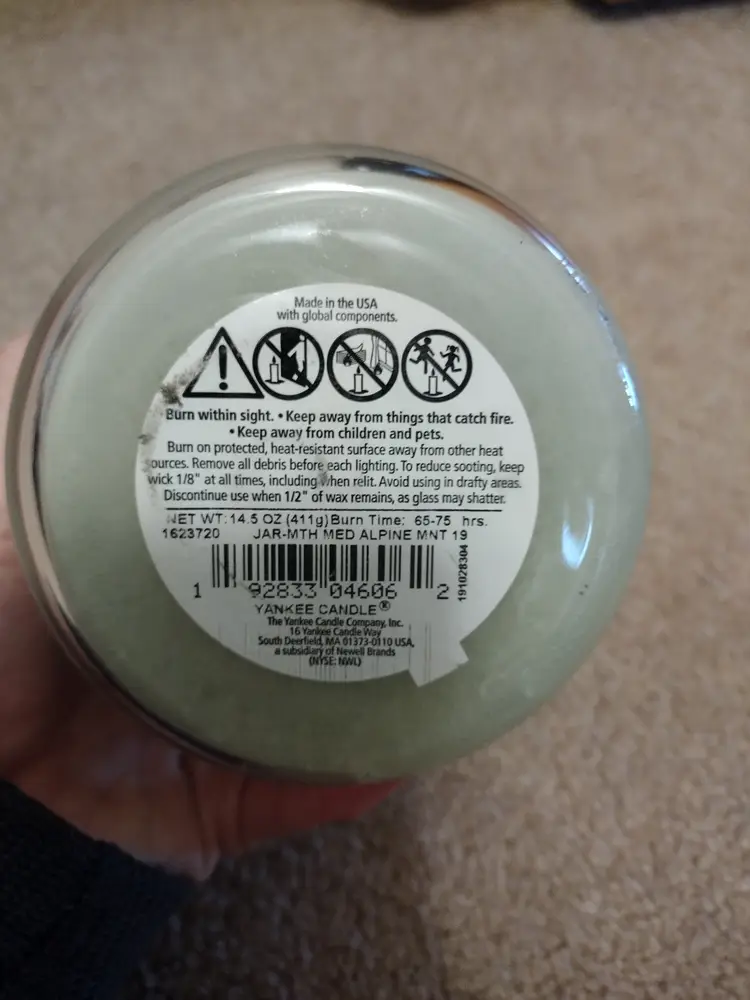 Made in the USA
with global components.
Burn within sight. • Keep away from things that catch fire.
• Keep away from children and pets.
Burn on protected, heat-resistant surface away from other heat
sources. Remove all debris before each lighting. To reduce sooting, keep
wick 1/8" at all times, including when relit. Avoid using in drafty areas.
Discontinue use when 1/2" of wax remains, as glass may shatter.
NET WT: 14.5 OZ (411g) Burn Time: 65-75 hrs.
1623720 JAR-MTH MED ALPINE MNT 19
1 92833 04606 2
191028304
YANKEE CANDLE®
The Yankee Candle Company, Inc.
16 Yankee Candle Way
South Deerfield, MA 01373-0110 USA,
a subsidiary of Newell Brands
(NYSE: NWL)